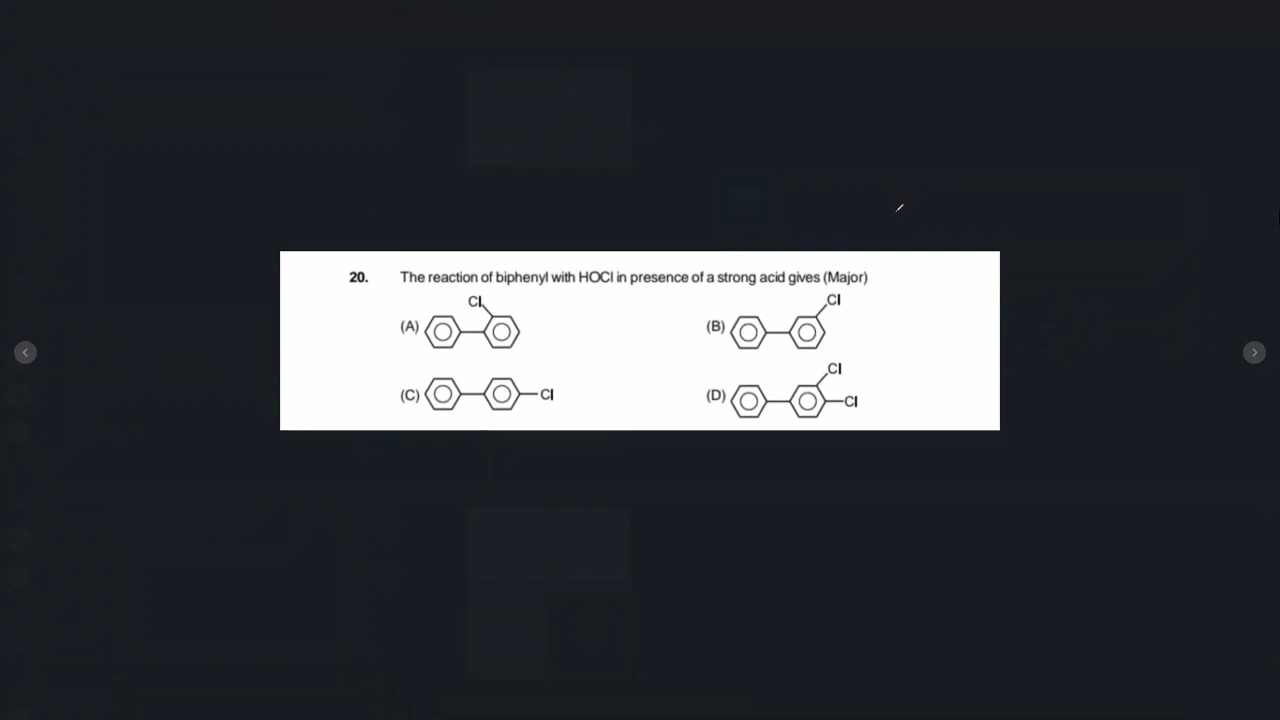 20. The reaction of biphenyl with HOCl in presence of a strong acid gives (Major)
Cl
(A)
Cl
(B)
(C) Cl
Cl
(D) Cl